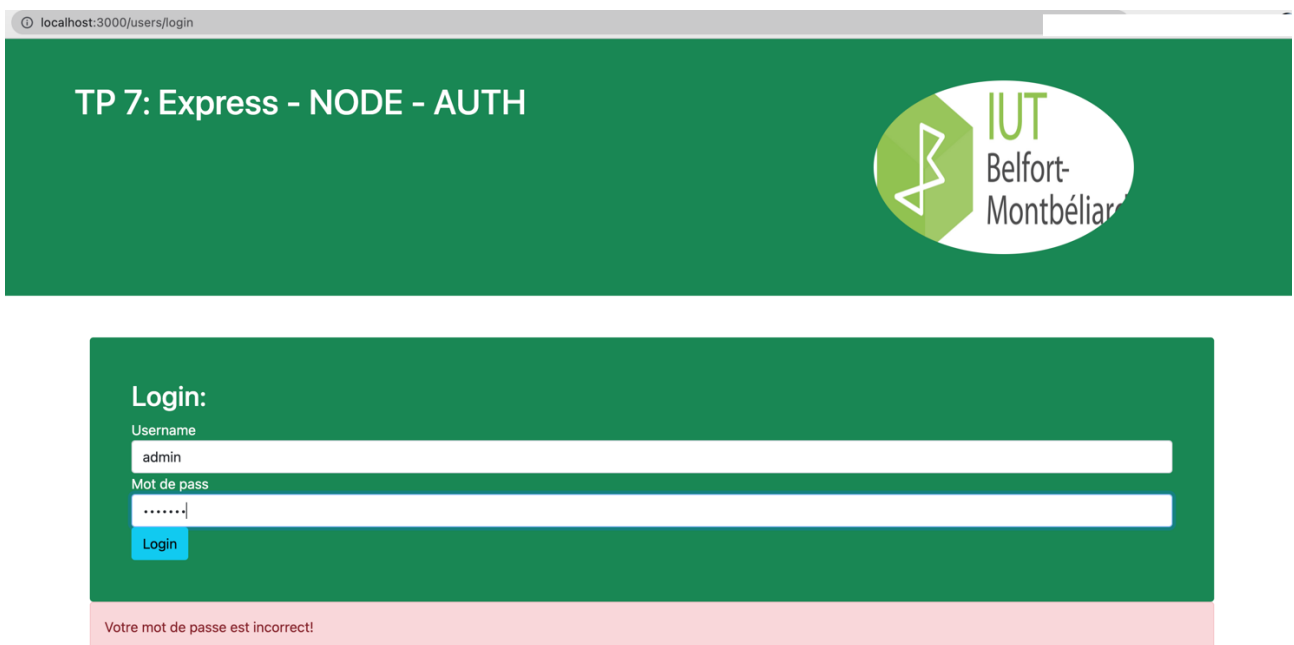 localhost:3000/users/login
TP 7: Express - NODE - AUTH
IUT
Belfort-
Montbéliard
Login:
Username
admin
Mot de pass
•••••••
Login
Votre mot de passe est incorrect!